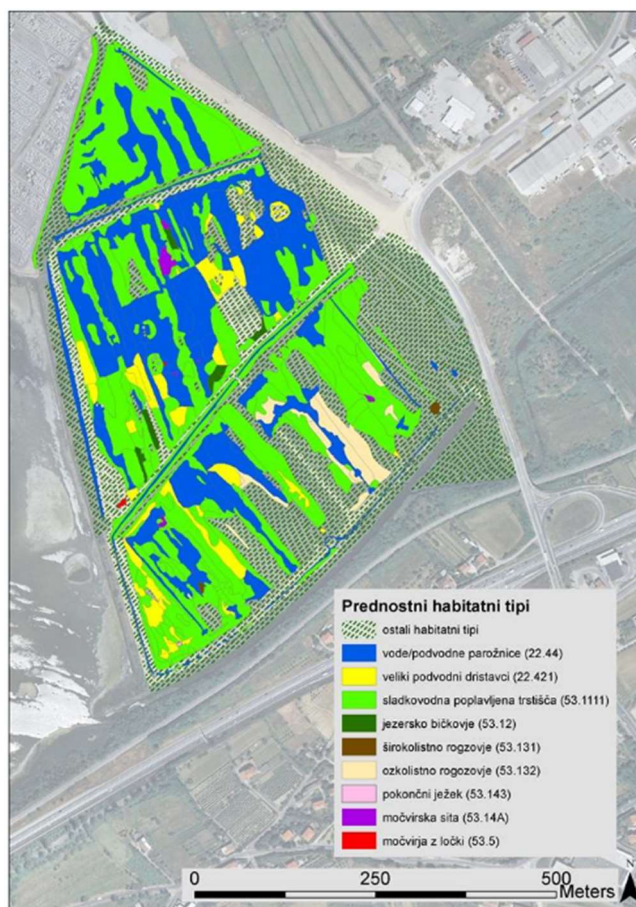 Prednostni habitatni tipi
ostali habitatni tipi
vode/podvodne parožnice (22.44)
veliki podvodni dristavci (22.421)
sladkovodna poplavljena trstišča (53.1111)
jezersko bičkovje (53.12)
širokolistno rogzovje (53.131)
ozkolistno rogozovje (53.132)
pokončni ježek (53.143)
močvirska sita (53.14A)
močvirja z ločki (53.5)
N
0 250 500
Meters